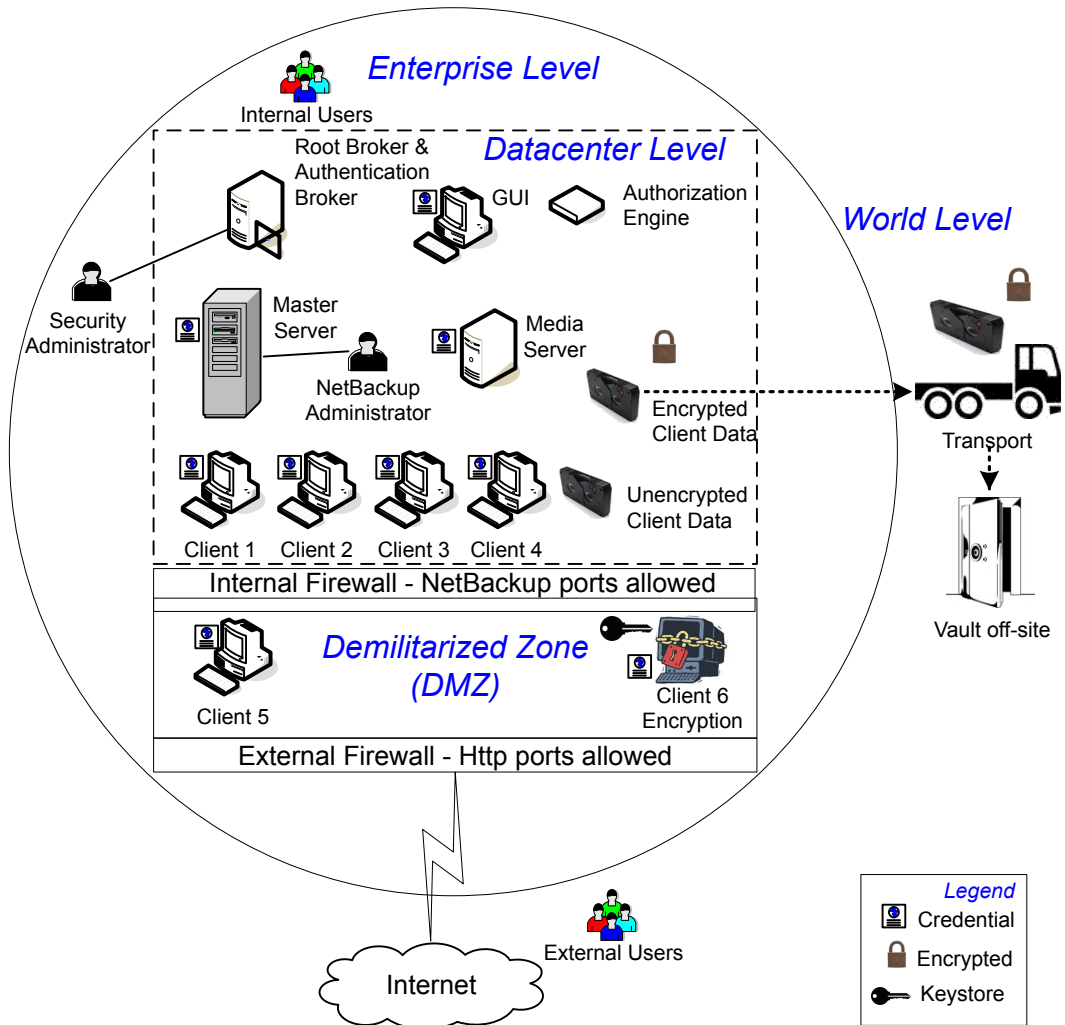 Enterprise Level
Internal Users
Root Broker &
Authentication
Broker
Datacenter Level
GUI
Authorization
Engine
World Level
Security
Administrator
Master
Server
NetBackup
Administrator
Media
Server
Encrypted
Client Data
Transport
Unencrypted
Client Data
Client 1
Client 2
Client 3
Client 4
Vault off-site
Internal Firewall - NetBackup ports allowed
Demilitarized Zone
(DMZ)
Client 5
Client 6
Encryption
External Firewall - Http ports allowed
External Users
Internet
Legend
Credential
Encrypted
Keystore